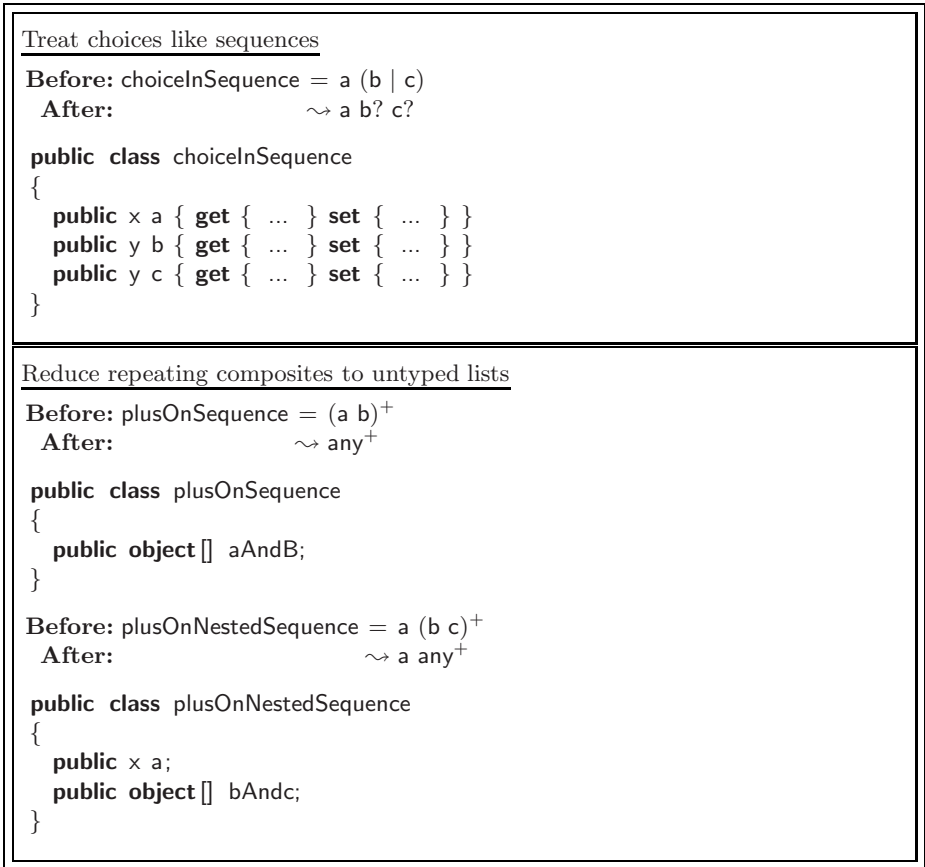 Treat choices like sequences
Before: choiceInSequence = a (b | c)
After: ⇝ a b? c?
public class choiceInSequence
{
public x a { get { ... } set { ... } }
public y b { get { ... } set { ... } }
public y c { get { ... } set { ... } }
}
Reduce repeating composites to untyped lists
Before: plusOnSequence = (a b)⁺
After: ⇝ any⁺
public class plusOnSequence
{
public object[] aAndB;
}
Before: plusOnNestedSequence = a (b c)⁺
After: ⇝ a any⁺
public class plusOnNestedSequence
{
public x a;
public object[] bAndc;
}